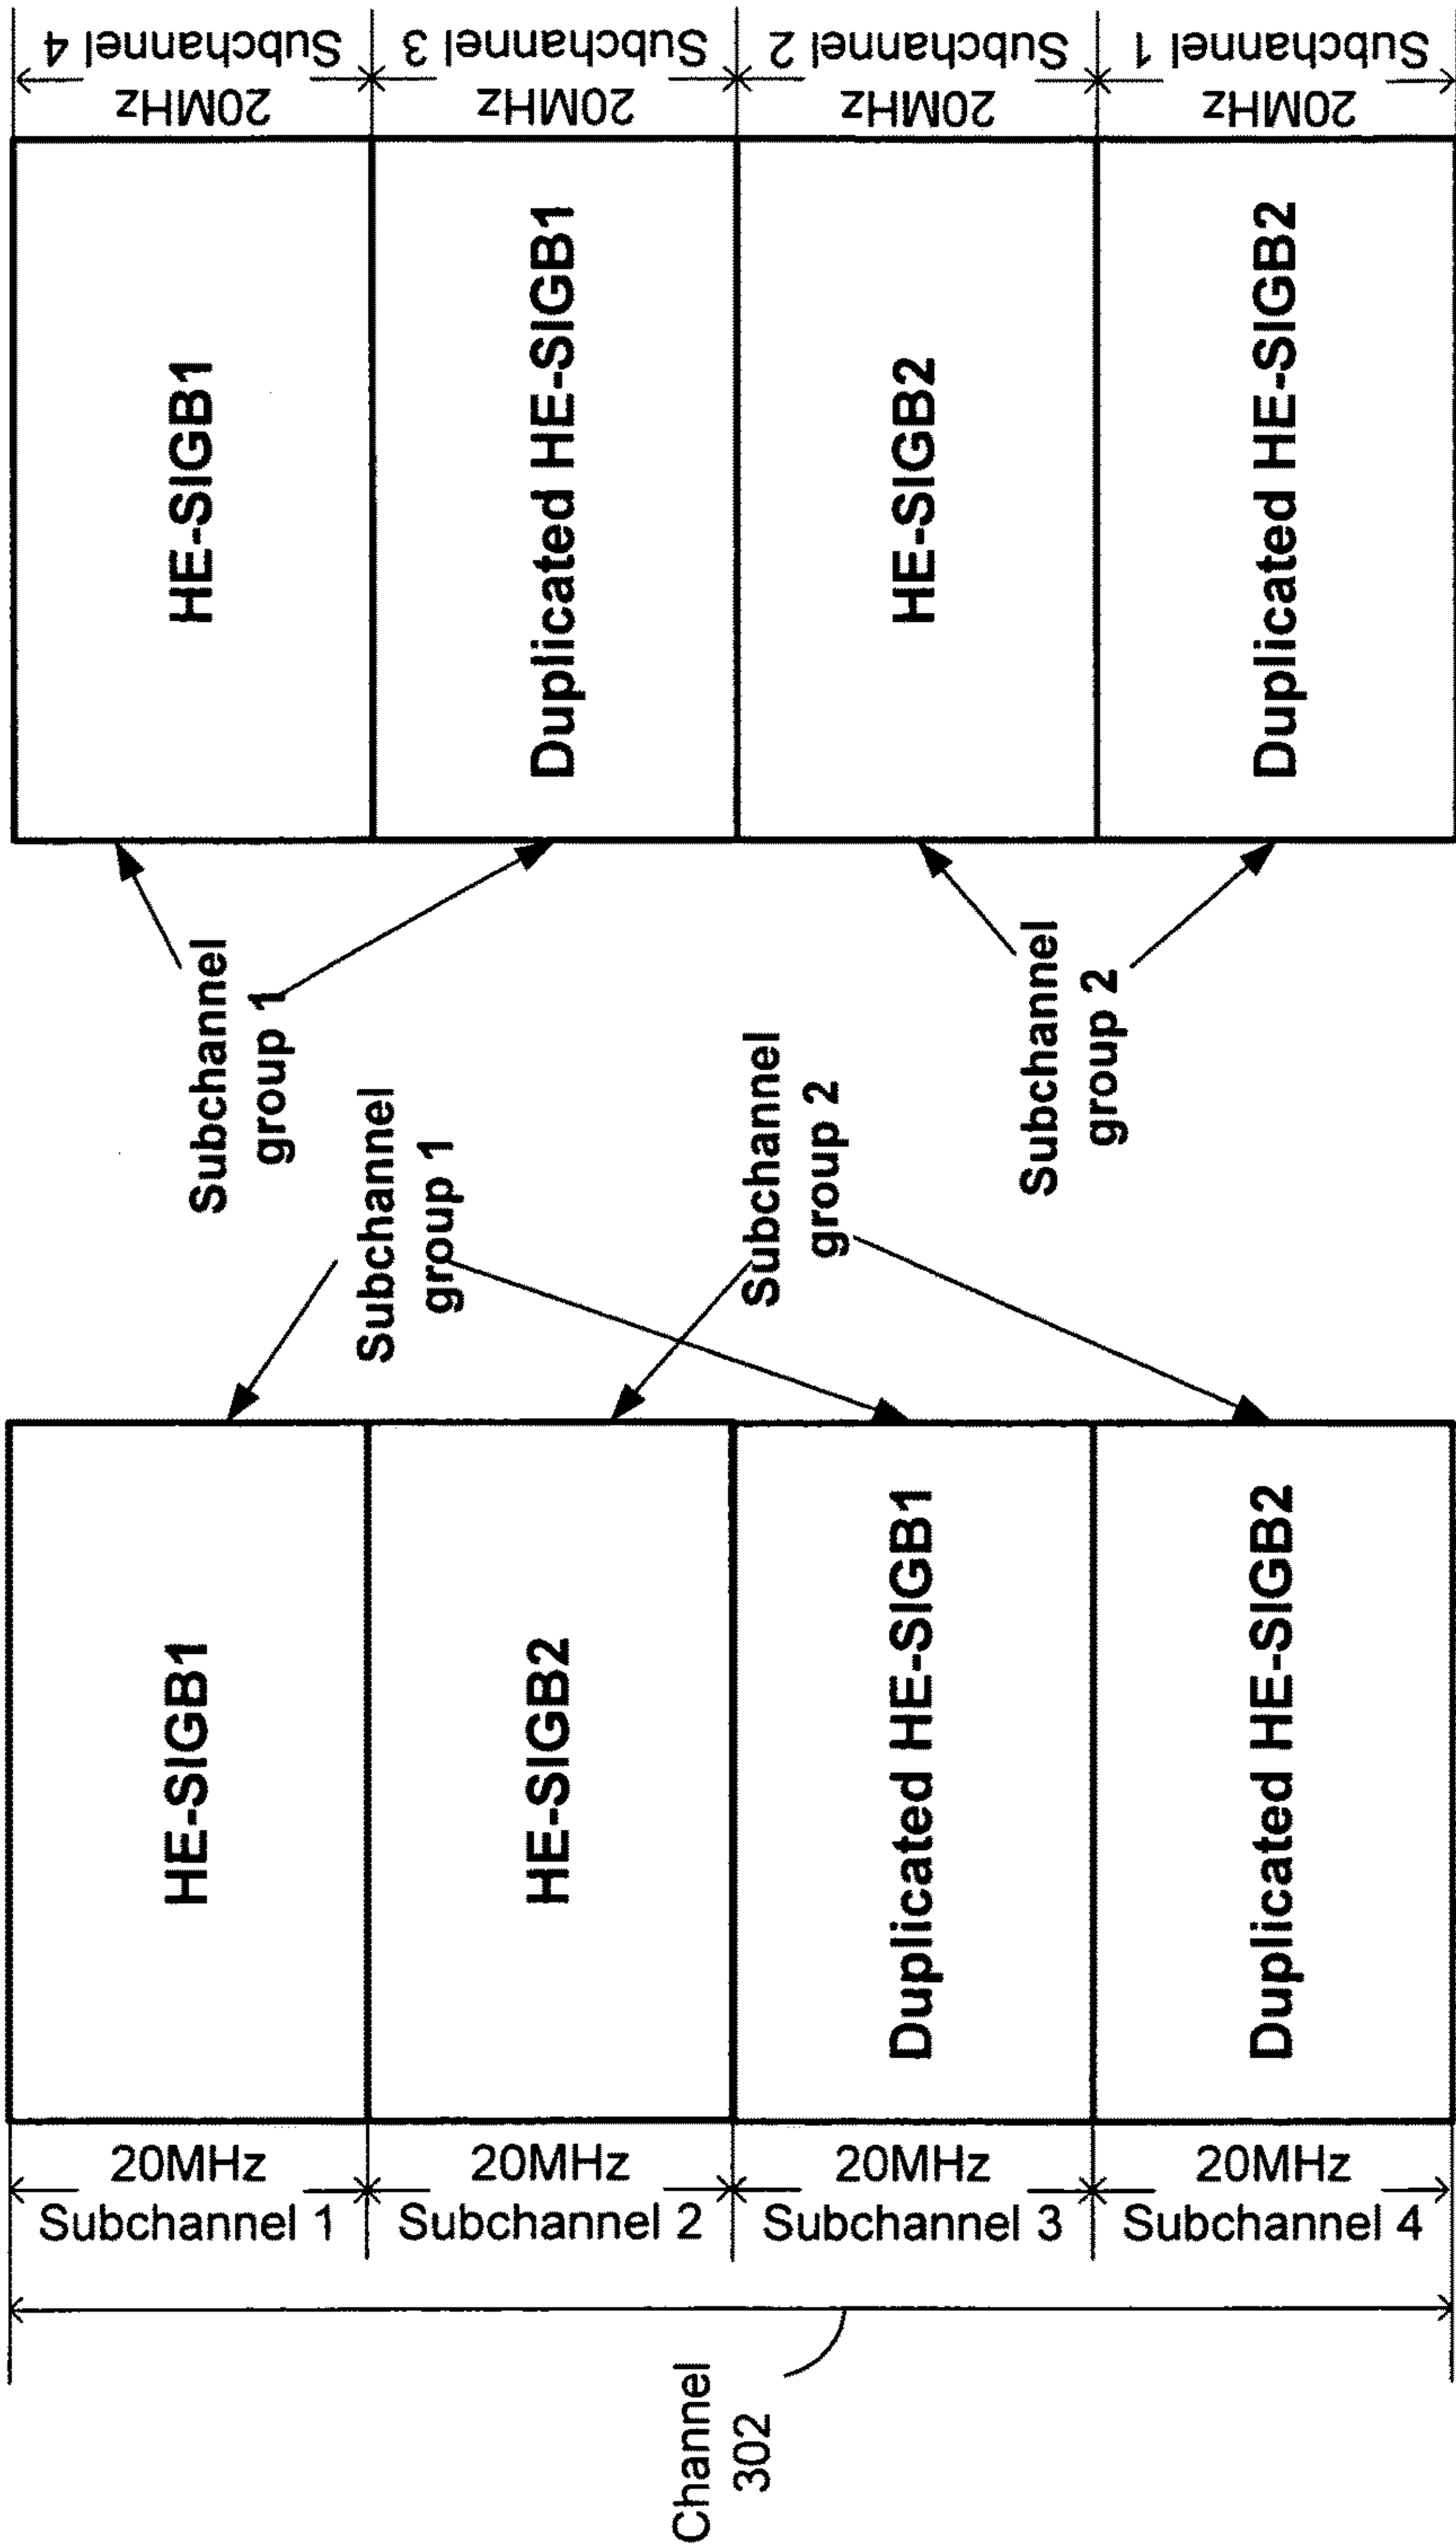 Channel
302
20MHz
Subchannel 1
20MHz
Subchannel 2
20MHz
Subchannel 3
20MHz
Subchannel 4
HE-SIGB1
HE-SIGB2
Duplicated HE-SIGB1
Duplicated HE-SIGB2
Subchannel
group 1
Subchannel
group 2
Subchannel
group 1
Subchannel
group 2
HE-SIGB1
Duplicated HE-SIGB1
HE-SIGB2
Duplicated HE-SIGB2
20MHz
Subchannel 4
20MHz
Subchannel 3
20MHz
Subchannel 2
20MHz
Subchannel 1